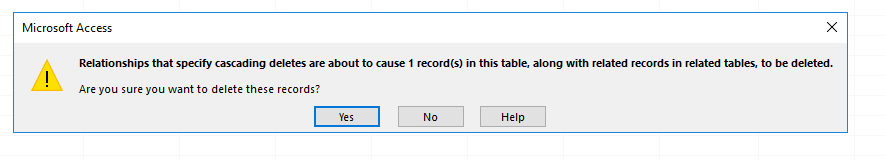 Microsoft Access
Relationships that specify cascading deletes are about to cause 1 record(s) in this table, along with related records in related tables, to be deleted.
Are you sure you want to delete these records?
Yes No Help